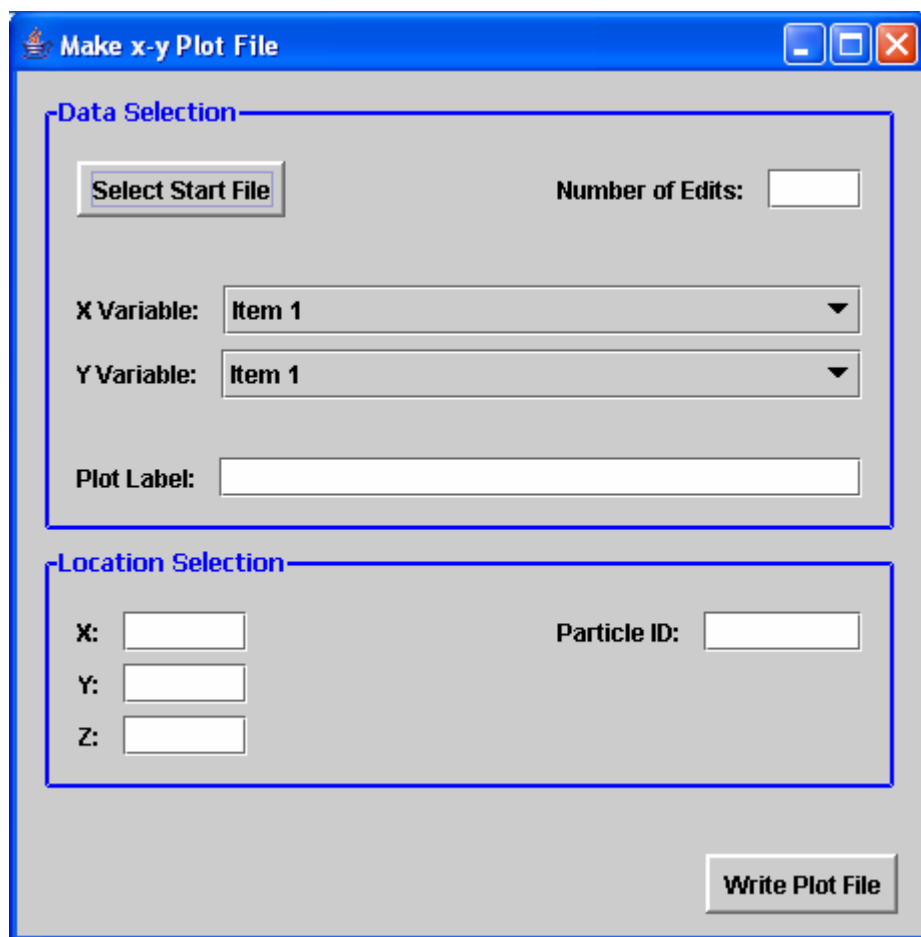 Make x-y Plot File
Data Selection
Select Start File Number of Edits:
X Variable: Item 1
Y Variable: Item 1
Plot Label:
Location Selection
X: Particle ID:
Y:
Z:
Write Plot File